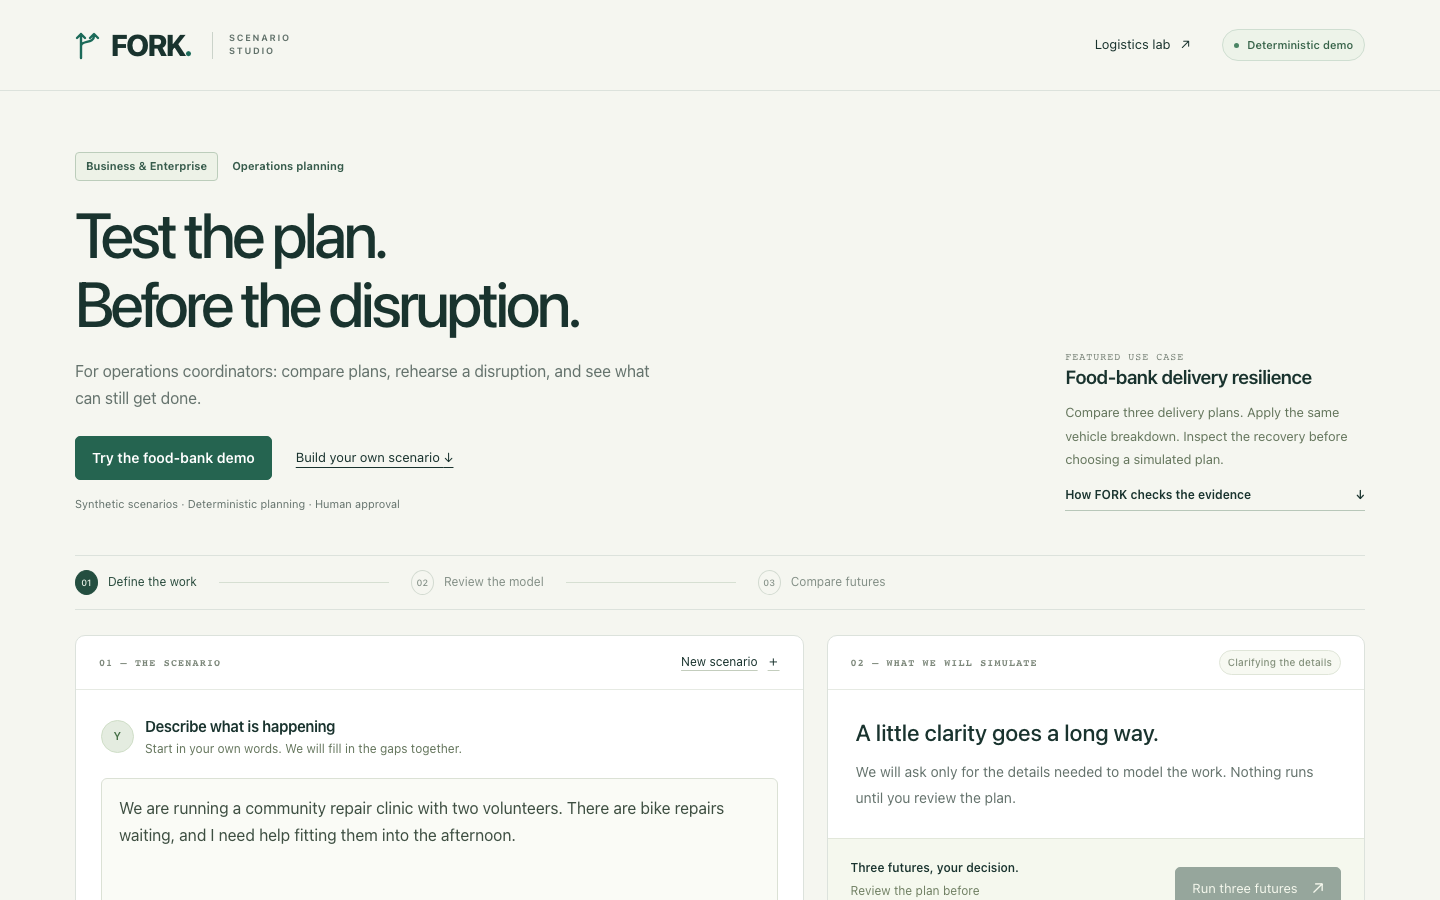 FORK.
SCENARIO
STUDIO
Logistics lab ↗
Deterministic demo
Business & Enterprise
Operations planning
Test the plan.
Before the disruption.
For operations coordinators: compare plans, rehearse a disruption, and see what
can still get done.
Try the food-bank demo
Build your own scenario ↓
Synthetic scenarios · Deterministic planning · Human approval
FEATURED USE CASE
Food-bank delivery resilience
Compare three delivery plans. Apply the same
vehicle breakdown. Inspect the recovery before
choosing a simulated plan.
How FORK checks the evidence ↓
01 Define the work
02 Review the model
03 Compare futures
01 — THE SCENARIO
New scenario +
Y
Describe what is happening
Start in your own words. We will fill in the gaps together.
We are running a community repair clinic with two volunteers. There are bike repairs
waiting, and I need help fitting them into the afternoon.
02 — WHAT WE WILL SIMULATE
Clarifying the details
A little clarity goes a long way.
We will ask only for the details needed to model the work. Nothing runs
until you review the plan.
Three futures, your decision.
Review the plan before
Run three futures ↗